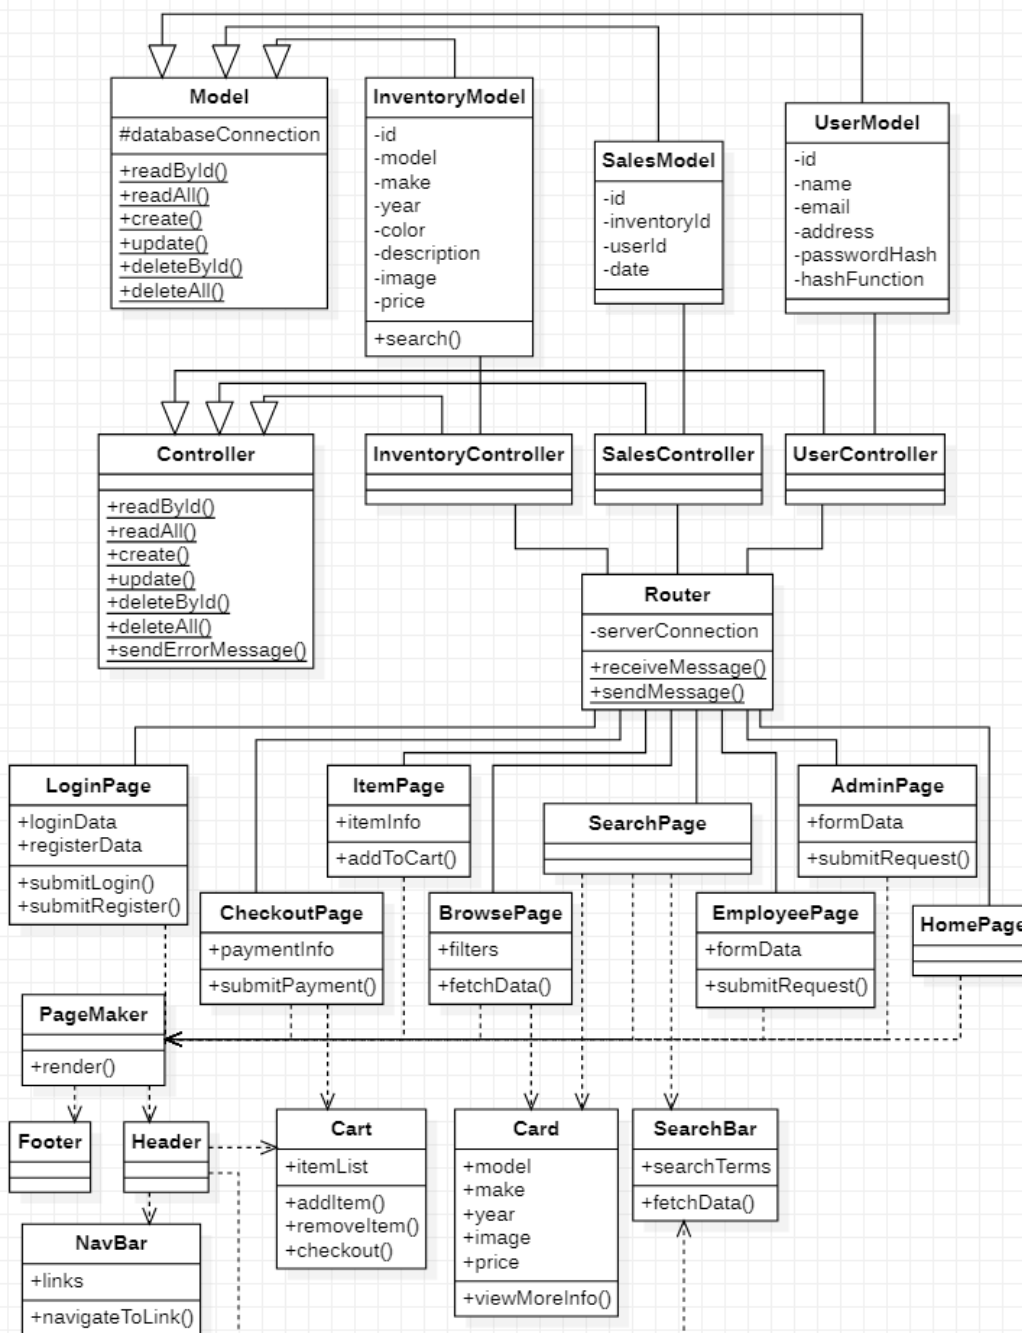 Model
#databaseConnection
+readById()
+readAll()
+create()
+update()
+deleteById()
+deleteAll()
InventoryModel
-id
-model
-make
-year
-color
-description
-image
-price
+search()
SalesModel
-id
-inventoryId
-userId
-date
UserModel
-id
-name
-email
-address
-passwordHash
-hashFunction
Controller
+readById()
+readAll()
+create()
+update()
+deleteById()
+deleteAll()
+sendErrorMessage()
InventoryController
SalesController
UserController
Router
-serverConnection
+receiveMessage()
+sendMessage()
LoginPage
+loginData
+registerData
+submitLogin()
+submitRegister()
ItemPage
+itemInfo
+addToCart()
SearchPage
AdminPage
+formData
+submitRequest()
CheckoutPage
+paymentInfo
+submitPayment()
BrowsePage
+filters
+fetchData()
EmployeePage
+formData
+submitRequest()
HomePage
PageMaker
+render()
Footer
Header
Cart
+itemList
+addItem()
+removeItem()
+checkout()
Card
+model
+make
+year
+image
+price
+viewMoreInfo()
SearchBar
+searchTerms
+fetchData()
NavBar
+links
+navigateToLink()